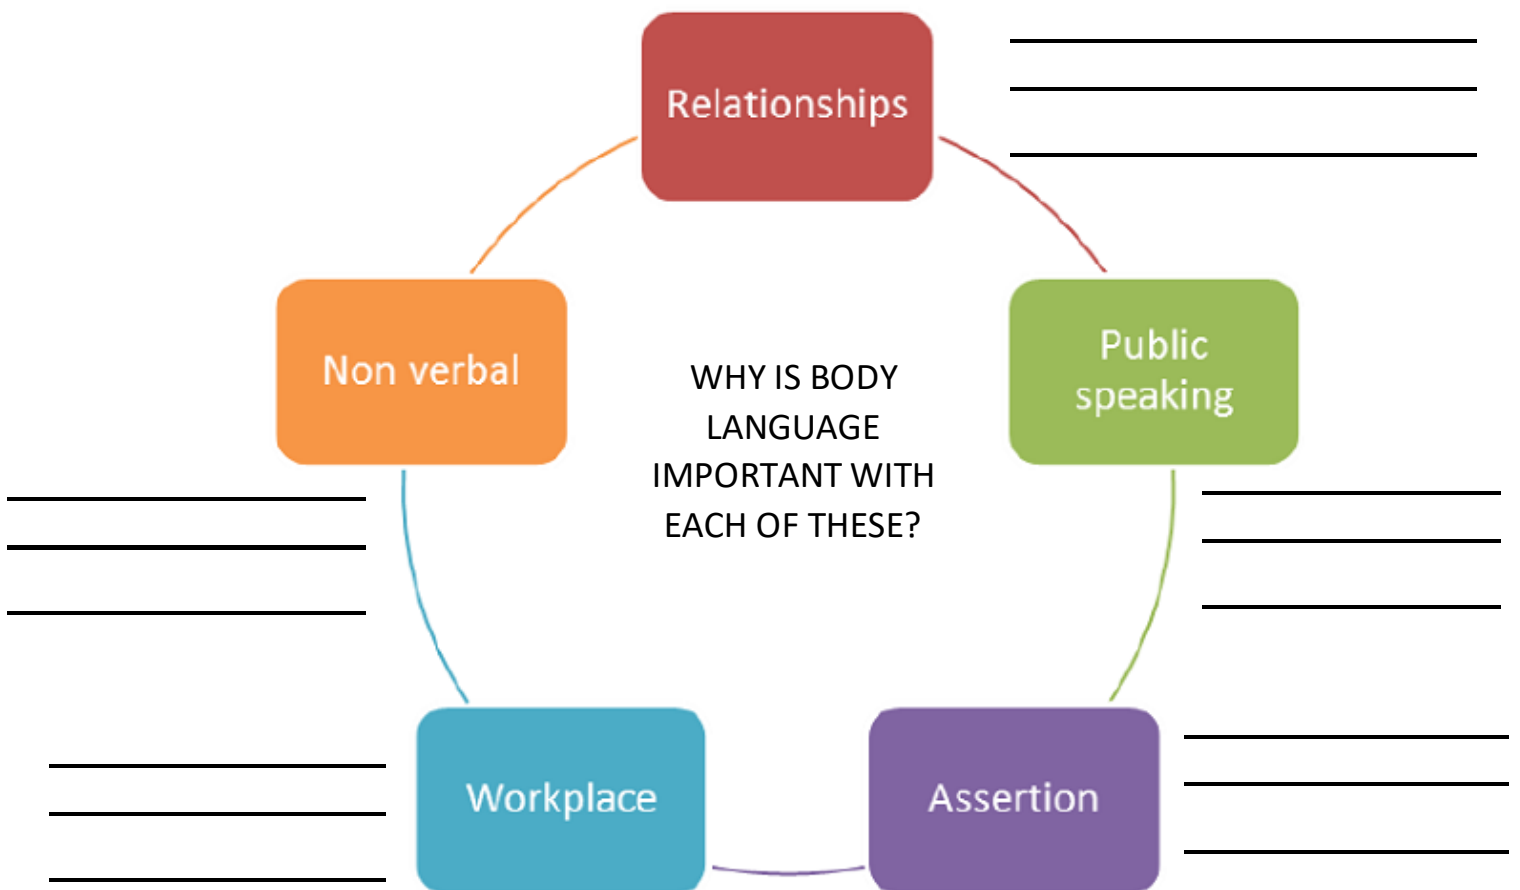 Relationships
Public
speaking
Non verbal
WHY IS BODY
LANGUAGE
IMPORTANT WITH
EACH OF THESE?
Workplace
Assertion